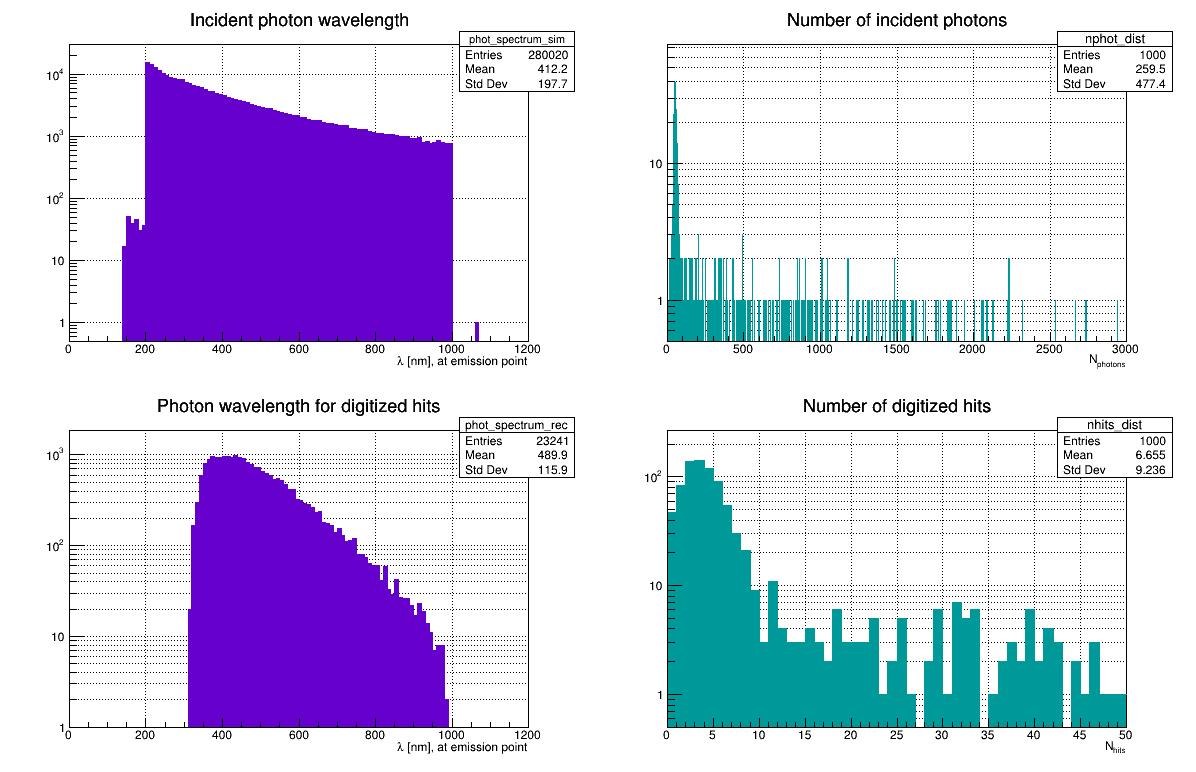 Incident photon wavelength
phot_spectrum_sim
Entries 280020
Mean 412.2
Std Dev 197.7
10^4
10^3
10^2
10
1
0 200 400 600 800 1000 1200
λ [nm], at emission point
Number of incident photons
nphot_dist
Entries 1000
Mean 259.5
Std Dev 477.4
10
1
0 500 1000 1500 2000 2500 3000
N_photons
Photon wavelength for digitized hits
phot_spectrum_rec
Entries 23241
Mean 489.9
Std Dev 115.9
10^3
10^2
10
1
0 200 400 600 800 1000 1200
λ [nm], at emission point
Number of digitized hits
nhits_dist
Entries 1000
Mean 6.655
Std Dev 9.236
10^2
10
1
0 5 10 15 20 25 30 35 40 45 50
N_hits